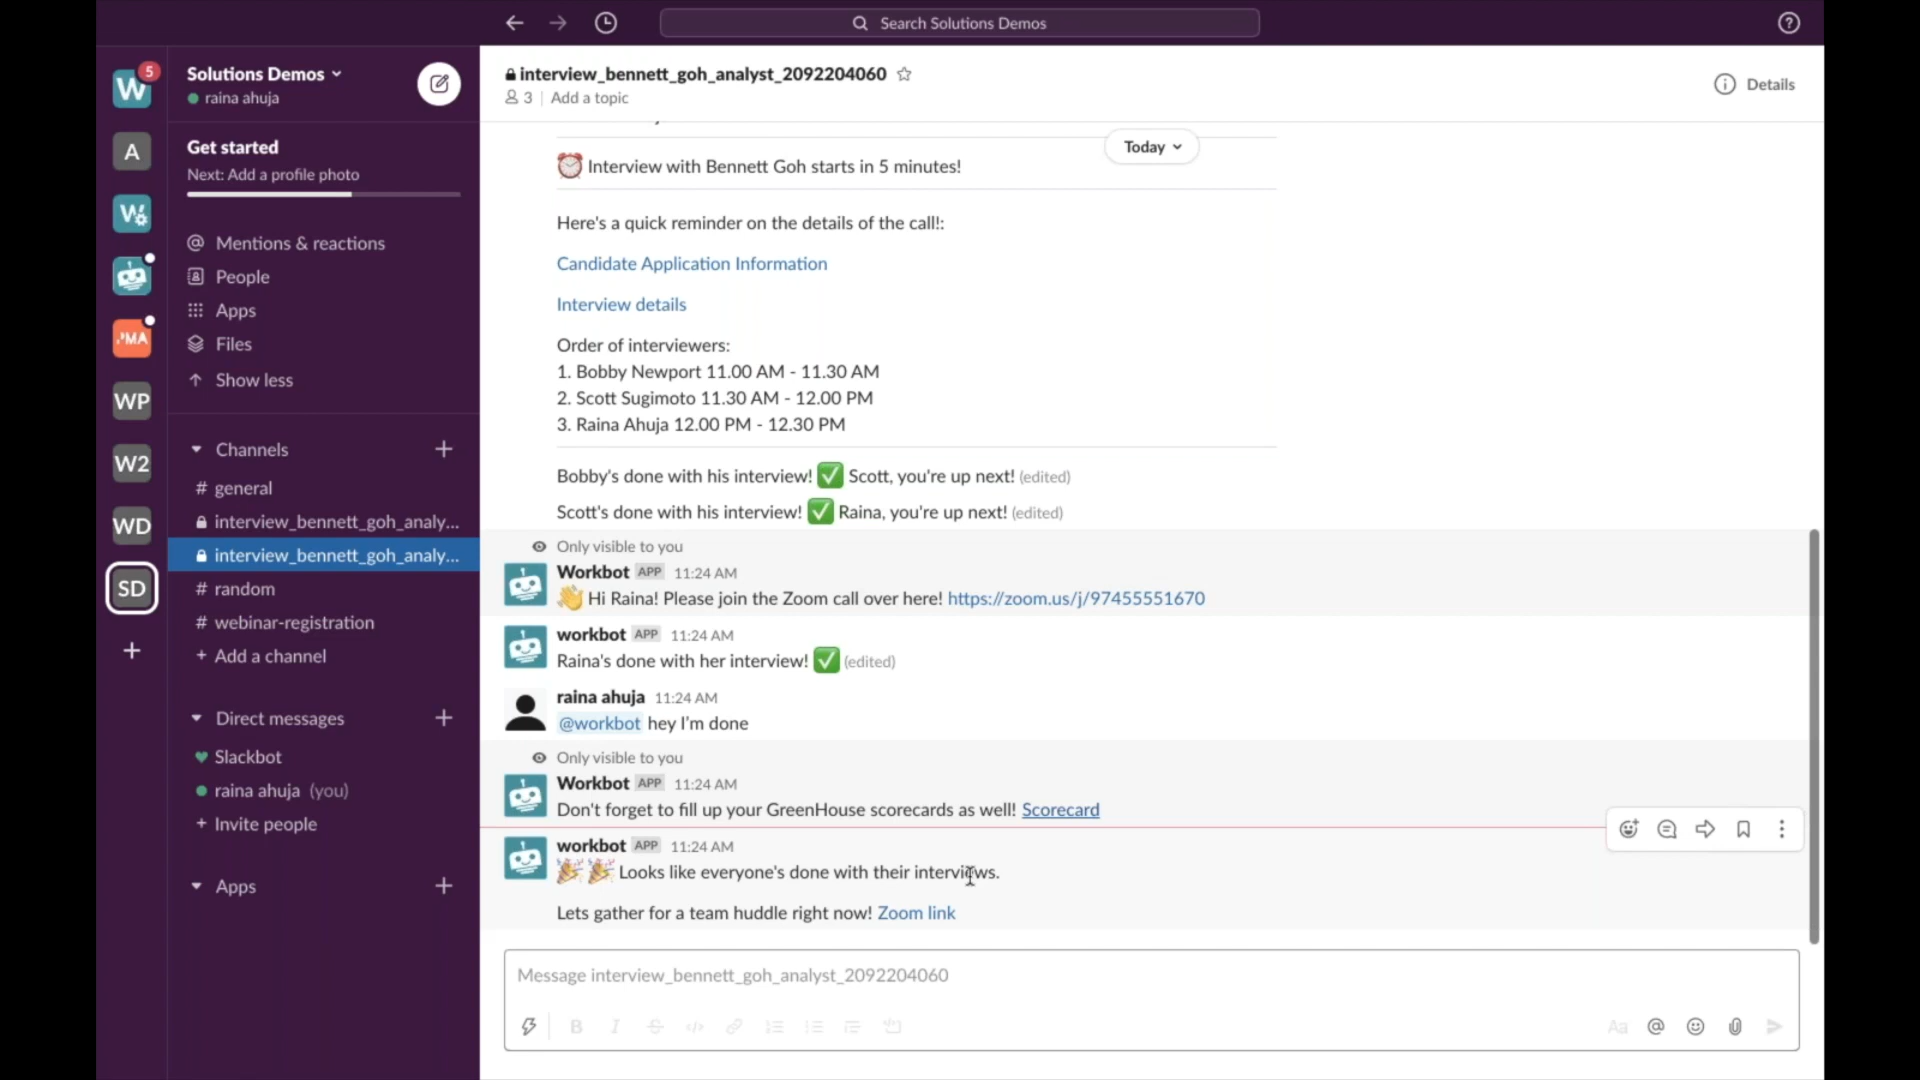 Search Solutions Demos
W
5
A
W
MA
WP
W2
WD
SD
Solutions Demos
raina ahuja
Get started
Next: Add a profile photo
Mentions & reactions
People
Apps
Files
Show less
Channels
# general
interview_bennett_goh_analy...
interview_bennett_goh_analy...
# random
# webinar-registration
+ Add a channel
Direct messages
Slackbot
raina ahuja (you)
+ Invite people
Apps
interview_bennett_goh_analyst_2092204060
3 | Add a topic
Details
Today
Interview with Bennett Goh starts in 5 minutes!
Here's a quick reminder on the details of the call!:
Candidate Application Information
Interview details
Order of interviewers:
1. Bobby Newport 11.00 AM - 11.30 AM
2. Scott Sugimoto 11.30 AM - 12.00 PM
3. Raina Ahuja 12.00 PM - 12.30 PM
Bobby's done with his interview! ✅ Scott, you're up next! (edited)
Scott's done with his interview! ✅ Raina, you're up next! (edited)
Only visible to you
Workbot APP 11:24 AM
👋 Hi Raina! Please join the Zoom call over here! https://zoom.us/j/97455551670
workbot APP 11:24 AM
Raina's done with her interview! ✅ (edited)
raina ahuja 11:24 AM
@workbot hey I'm done
Only visible to you
Workbot APP 11:24 AM
Don't forget to fill up your GreenHouse scorecards as well! Scorecard
workbot APP 11:24 AM
🎉 🎉 Looks like everyone's done with their interviews.
Lets gather for a team huddle right now! Zoom link
Message interview_bennett_goh_analyst_2092204060
B I S </>
Aa @